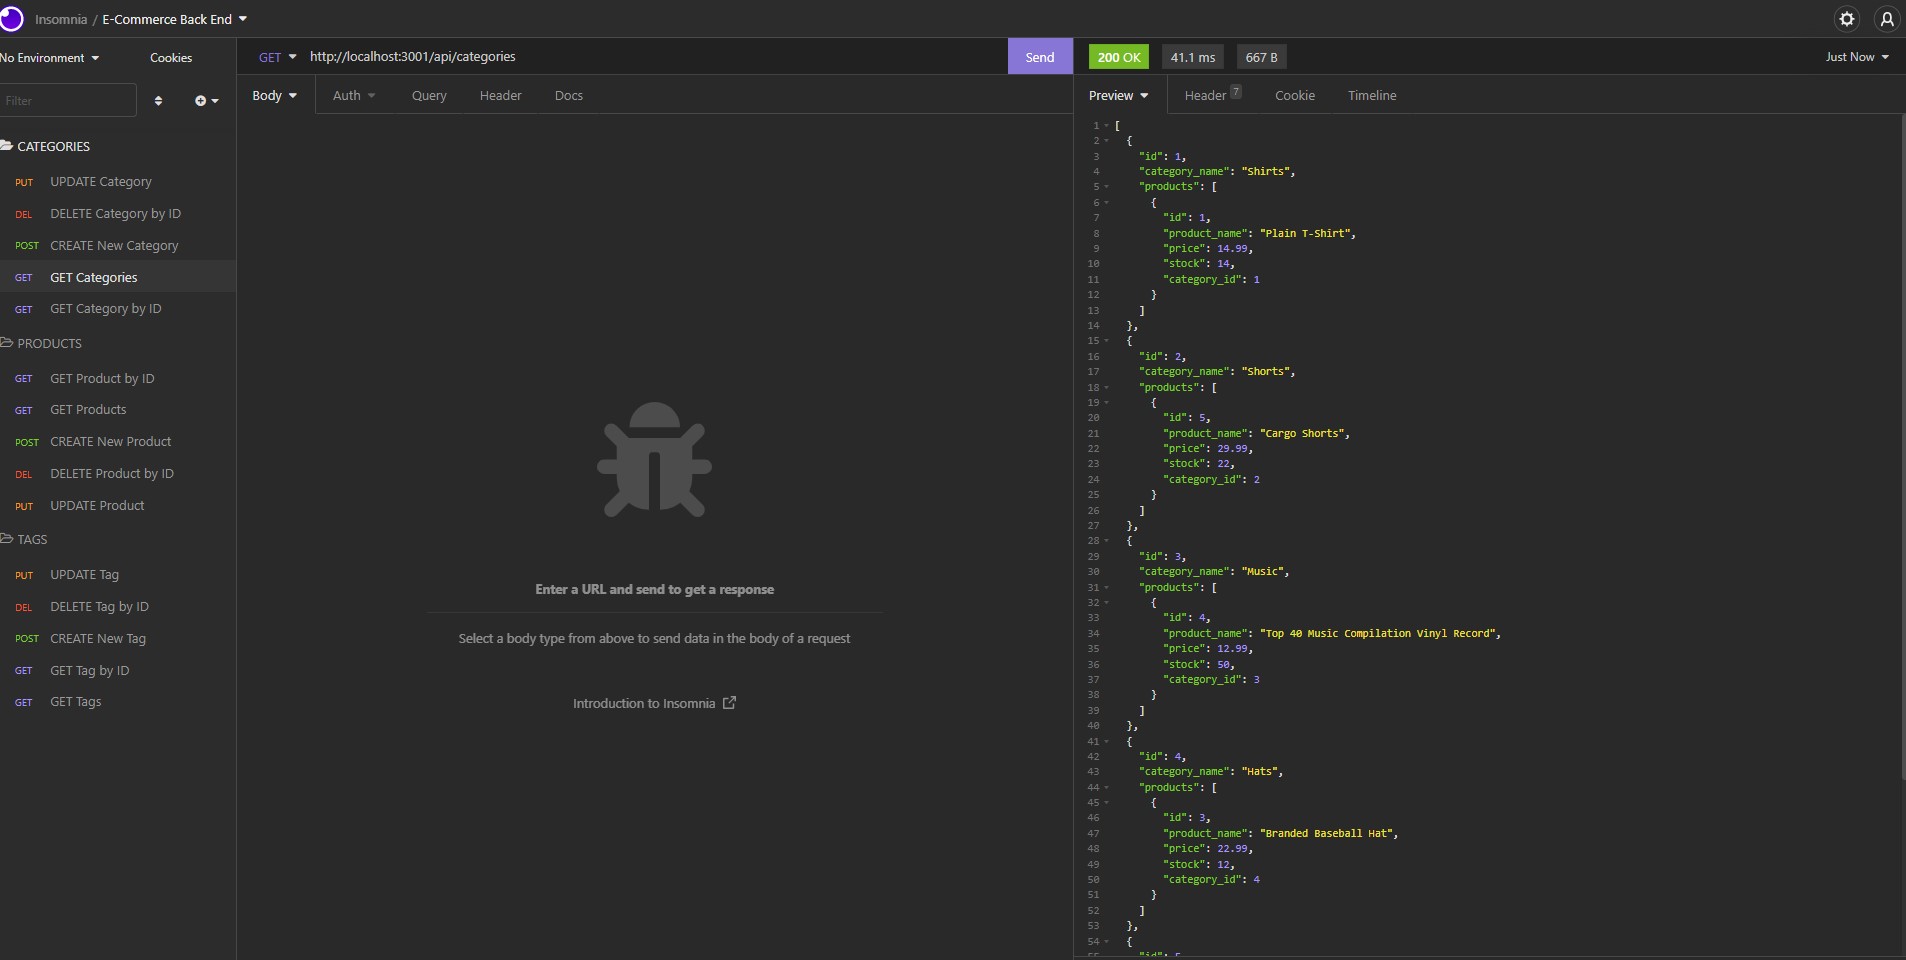 Insomnia / E-Commerce Back End
No Environment
Cookies
GET http://localhost:3001/api/categories
Send
200 OK
41.1 ms
667 B
Just Now
Filter
Body
Auth
Query
Header
Docs
Preview
Header 7
Cookie
Timeline
CATEGORIES
PUT UPDATE Category
DEL DELETE Category by ID
POST CREATE New Category
GET GET Categories
GET GET Category by ID
PRODUCTS
GET GET Product by ID
GET GET Products
POST CREATE New Product
DEL DELETE Product by ID
PUT UPDATE Product
TAGS
PUT UPDATE Tag
DEL DELETE Tag by ID
POST CREATE New Tag
GET GET Tag by ID
GET GET Tags
Enter a URL and send to get a response
Select a body type from above to send data in the body of a request
Introduction to Insomnia
1 [
2 {
3 "id": 1,
4 "category_name": "Shirts",
5 "products": [
6 {
7 "id": 1,
8 "product_name": "Plain T-Shirt",
9 "price": 14.99,
10 "stock": 14,
11 "category_id": 1
12 }
13 ]
14 },
15 {
16 "id": 2,
17 "category_name": "Shorts",
18 "products": [
19 {
20 "id": 5,
21 "product_name": "Cargo Shorts",
22 "price": 29.99,
23 "stock": 22,
24 "category_id": 2
25 }
26 ]
27 },
28 {
29 "id": 3,
30 "category_name": "Music",
31 "products": [
32 {
33 "id": 4,
34 "product_name": "Top 40 Music Compilation Vinyl Record",
35 "price": 12.99,
36 "stock": 50,
37 "category_id": 3
38 }
39 ]
40 },
41 {
42 "id": 4,
43 "category_name": "Hats",
44 "products": [
45 {
46 "id": 3,
47 "product_name": "Branded Baseball Hat",
48 "price": 22.99,
49 "stock": 12,
50 "category_id": 4
51 }
52 ]
53 },
54 {